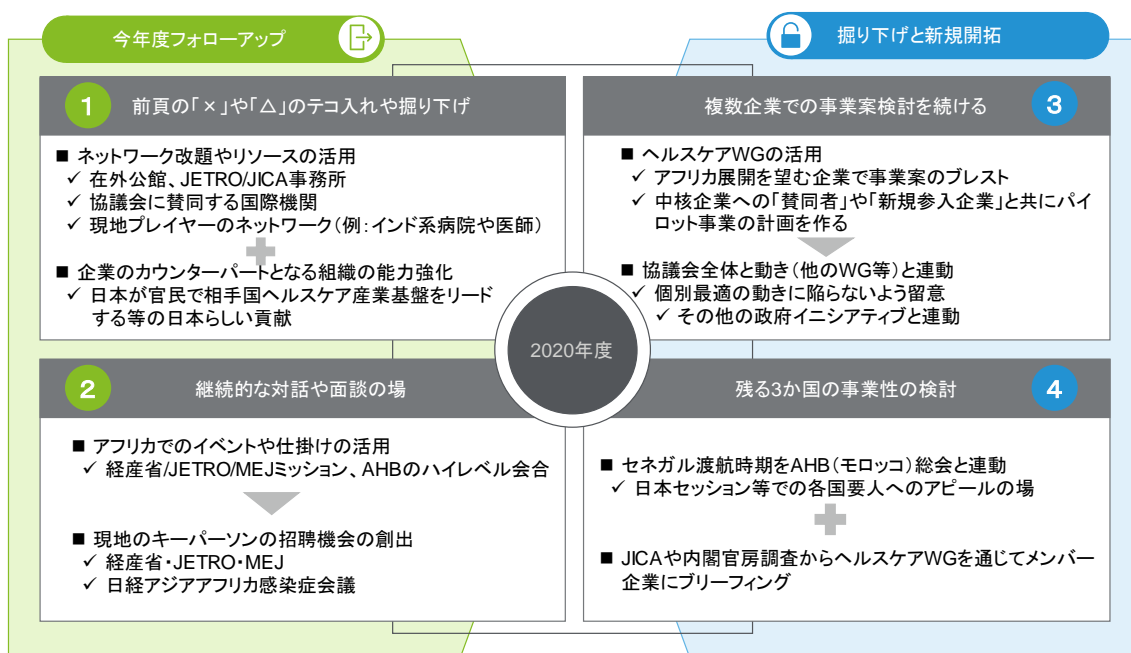 今年度フォローアップ
掘り下げと新規開拓
1
前頁の「×」や「△」のテコ入れや掘り下げ
■ ネットワーク改題やリソースの活用
✓ 在外公館、JETRO/JICA事務所
✓ 協議会に賛同する国際機関
✓ 現地プレイヤーのネットワーク(例:インド系病院や医師)
■ 企業のカウンターパートとなる組織の能力強化
✓ 日本が官民で相手国ヘルスケア産業基盤をリード
する等の日本らしい貢献
複数企業での事業案検討を続ける
3
■ ヘルスケアWGの活用
✓ アフリカ展開を望む企業で事業案のブレスト
✓ 中核企業への「賛同者」や「新規参入企業」と共にパイ
ロット事業の計画を作る
■ 協議会全体と動き(他のWG等)と連動
✓ 個別最適の動きに陥らないよう留意
✓ その他の政府イニシアティブと連動
2020年度
2
継続的な対話や面談の場
■ アフリカでのイベントや仕掛けの活用
✓ 経産省/JETRO/MEJミッション、AHBのハイレベル会合
■ 現地のキーパーソンの招聘機会の創出
✓ 経産省・JETRO・MEJ
✓ 日経アジアアフリカ感染症会議
残る3か国の事業性の検討
4
■ セネガル渡航時期をAHB(モロッコ)総会と連動
✓ 日本セッション等での各国要人へのアピールの場
■ JICAや内閣官房調査からヘルスケアWGを通じてメンバー
企業にブリーフィング